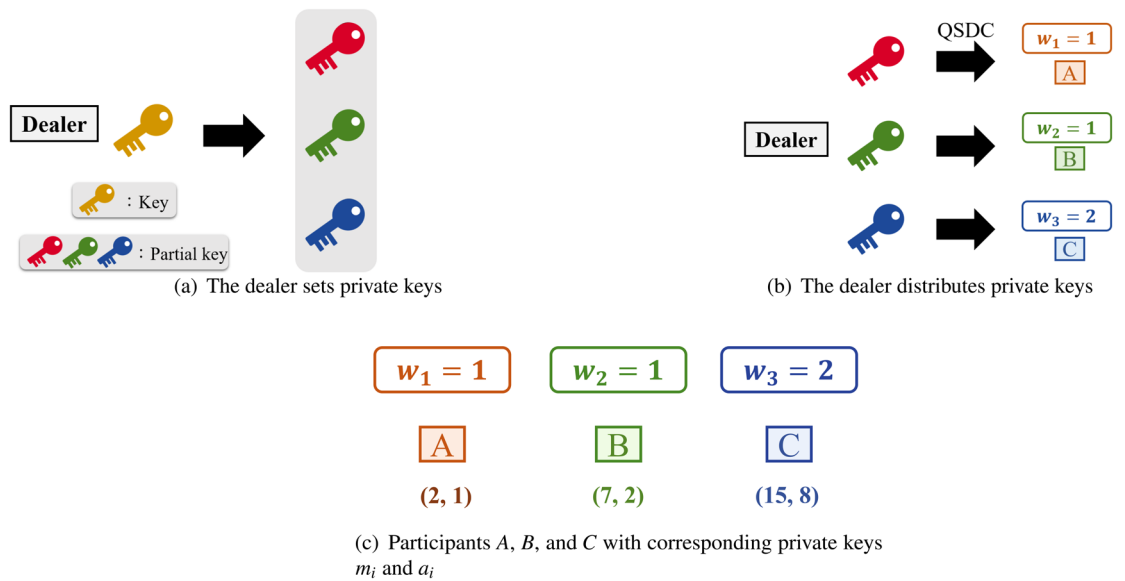 Dealer
: Key
: Partial key
(a) The dealer sets private keys
QSDC
w₁ = 1
A
Dealer
w₂ = 1
B
w₃ = 2
C
(b) The dealer distributes private keys
w₁ = 1 w₂ = 1 w₃ = 2
A B C
(2, 1) (7, 2) (15, 8)
(c) Participants A, B, and C with corresponding private keys
mᵢ and aᵢ